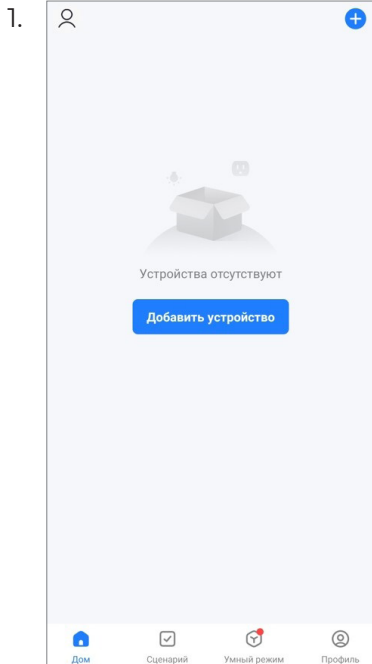 1.
Устройства отсутствуют
Добавить устройство
Дом
Сценарий
Умный режим
Профиль